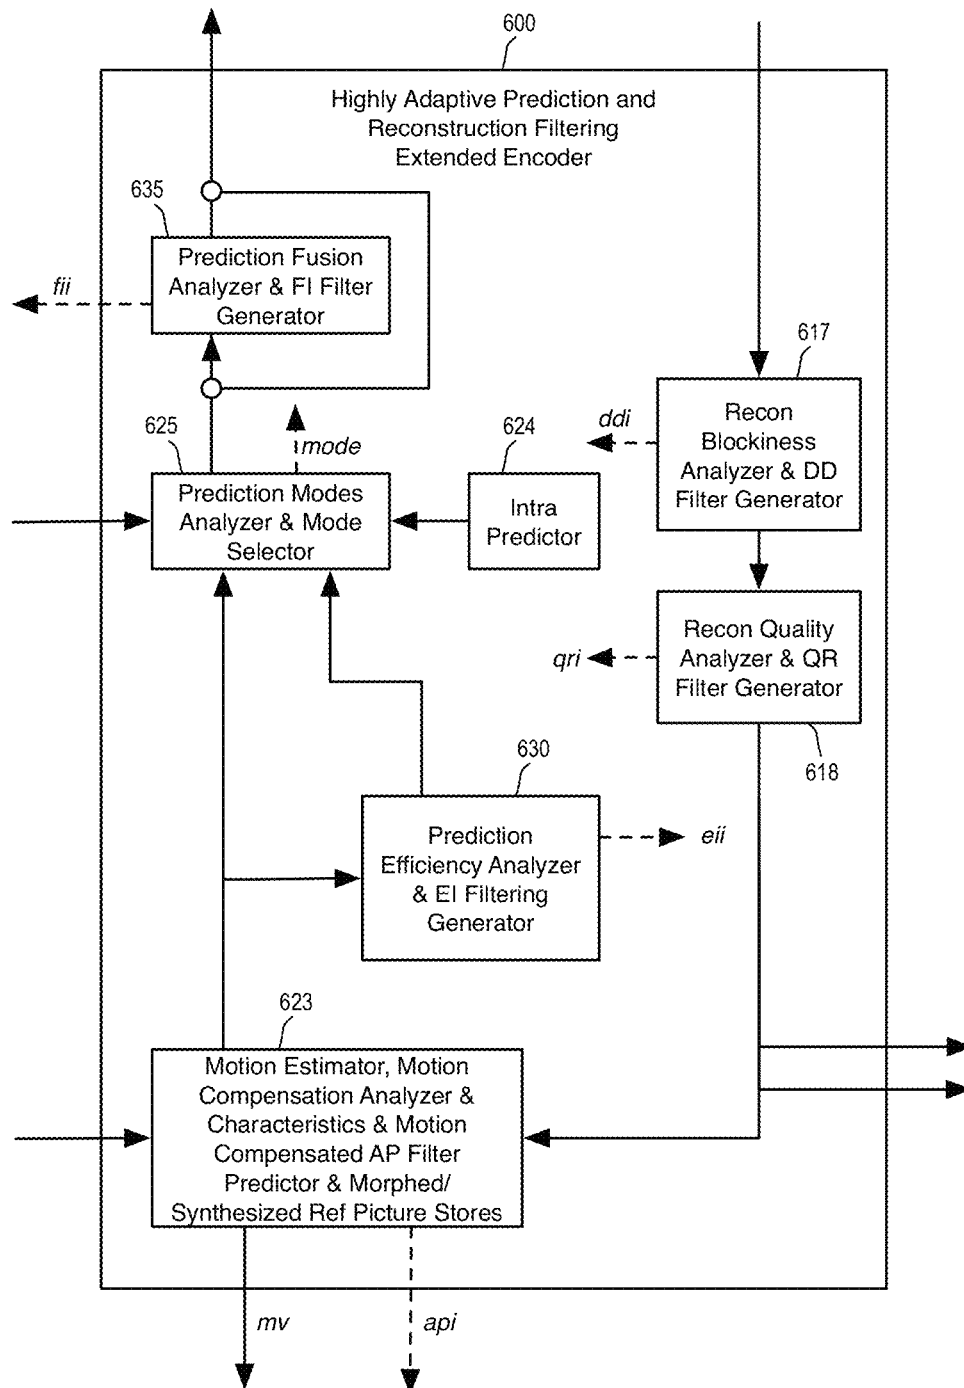 600
Highly Adaptive Prediction and
Reconstruction Filtering
Extended Encoder
635
Prediction Fusion
Analyzer & FI Filter
Generator
fii
617
Recon
Blockiness
Analyzer & DD
Filter Generator
ddi
625
mode
624
Prediction Modes
Analyzer & Mode
Selector
Intra
Predictor
Recon Quality
Analyzer & QR
Filter Generator
qri
618
630
Prediction
Efficiency Analyzer
& EI Filtering
Generator
eii
623
Motion Estimator, Motion
Compensation Analyzer &
Characteristics & Motion
Compensated AP Filter
Predictor & Morphed/
Synthesized Ref Picture Stores
mv
api